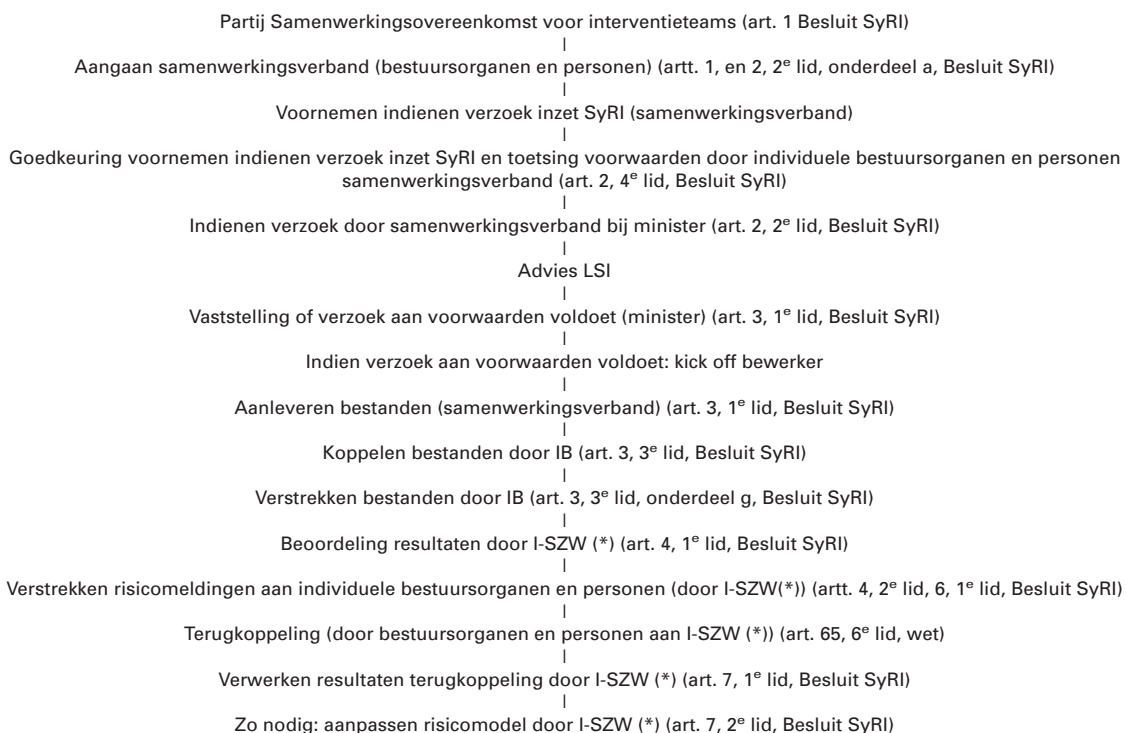 Partij Samenwerkingsovereenkomst voor interventieteams (art. 1 Besluit SyRI)
|
Aangaan samenwerkingsverband (bestuursorganen en personen) (artt. 1, en 2, 2e lid, onderdeel a, Besluit SyRI)
|
Voornemen indienen verzoek inzet SyRI (samenwerkingsverband)
|
Goedkeuring voornemen indienen verzoek inzet SyRI en toetsing voorwaarden door individuele bestuursorganen en personen
samenwerkingsverband (art. 2, 4e lid, Besluit SyRI)
|
Indienen verzoek door samenwerkingsverband bij minister (art. 2, 2e lid, Besluit SyRI)
|
Advies LSI
|
Vaststelling of verzoek aan voorwaarden voldoet (minister) (art. 3, 1e lid, Besluit SyRI)
|
Indien verzoek aan voorwaarden voldoet: kick off bewerker
|
Aanleveren bestanden (samenwerkingsverband) (art. 3, 1e lid, Besluit SyRI)
|
Koppelen bestanden door IB (art. 3, 3e lid, Besluit SyRI)
|
Verstrekken bestanden door IB (art. 3, 3e lid, onderdeel g, Besluit SyRI)
|
Beoordeling resultaten door I-SZW (*) (art. 4, 1e lid, Besluit SyRI)
|
Verstrekken risicomeldingen aan individuele bestuursorganen en personen (door I-SZW(*)) (artt. 4, 2e lid, 6, 1e lid, Besluit SyRI)
|
Terugkoppeling (door bestuursorganen en personen aan I-SZW (*)) (art. 65, 6e lid, wet)
|
Verwerken resultaten terugkoppeling door I-SZW (*) (art. 7, 1e lid, Besluit SyRI)
|
Zo nodig: aanpassen risicomodel door I-SZW (*) (art. 7, 2e lid, Besluit SyRI)